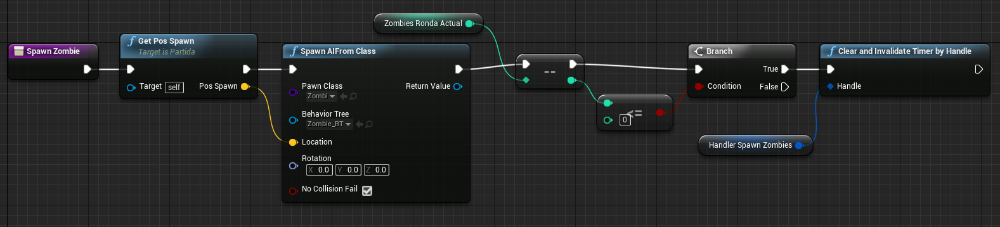 Spawn Zombie
Get Pos Spawn
Target is Partida
Target self
Pos Spawn
Spawn AIFrom Class
Pawn Class
Zombi
Return Value
Behavior Tree
Zombie_BT
Location
Rotation
X 0.0 Y 0.0 Z 0.0
No Collision Fail
Zombies Ronda Actual
--
<=
0
Branch
True
Condition
False
Clear and Invalidate Timer by Handle
Handle
Handler Spawn Zombies